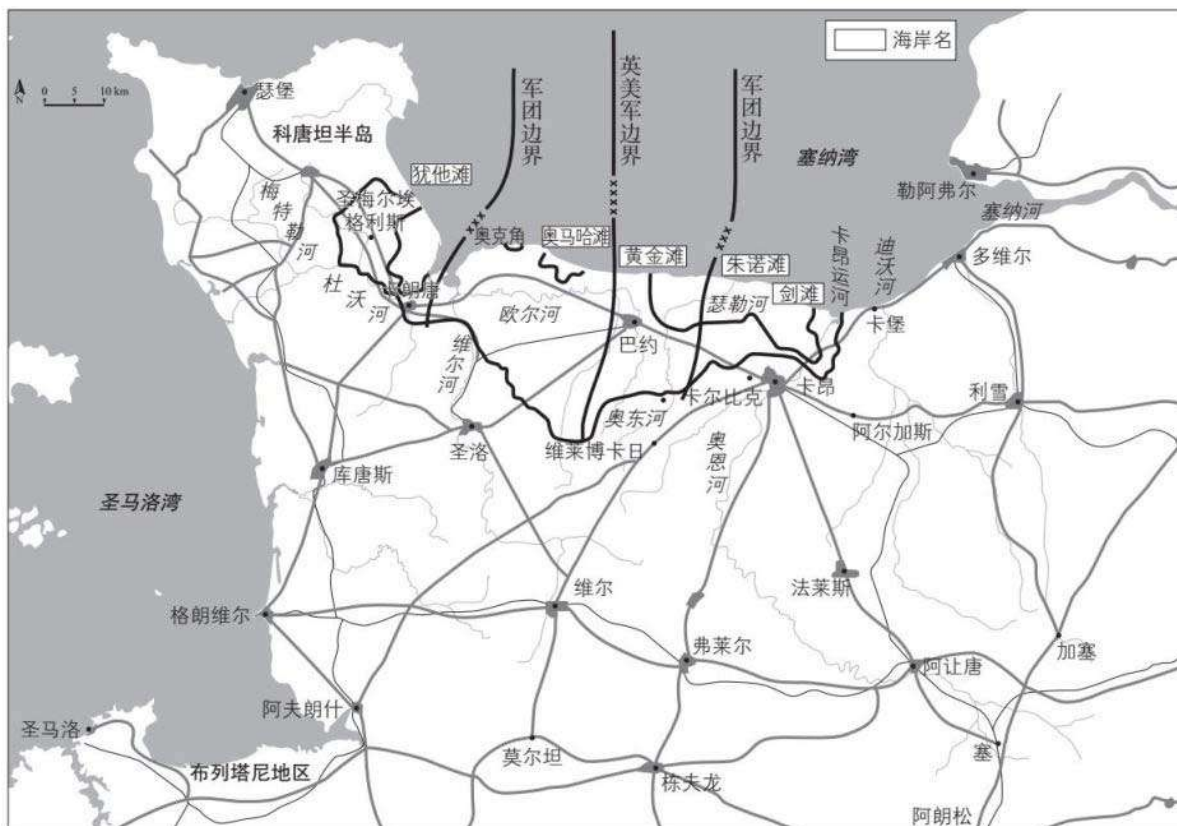 海岸名
N 0 5 10 km
瑟堡
科唐坦半岛
军团边界
英美军边界
军团边界
塞纳湾
勒阿弗尔
塞纳河
犹他滩
梅特勒河
圣梅尔埃
格利斯
xxx
奥克角
奥马哈滩
xxx
黄金滩
xxx
朱诺滩
剑滩
卡昂运河
迪沃河
多维尔
杜沃河
朗唐
欧尔河
瑟勒河
卡堡
维尔河
巴约
卡尔比克
卡昂
利雪
圣洛
奥东河
阿尔加斯
维莱博卡日
奥恩河
库唐斯
圣马洛湾
法莱斯
格朗维尔
维尔
弗莱尔
阿让唐
加塞
阿夫朗什
圣马洛
莫尔坦
塞
布列塔尼地区
栋夫龙
阿朗松